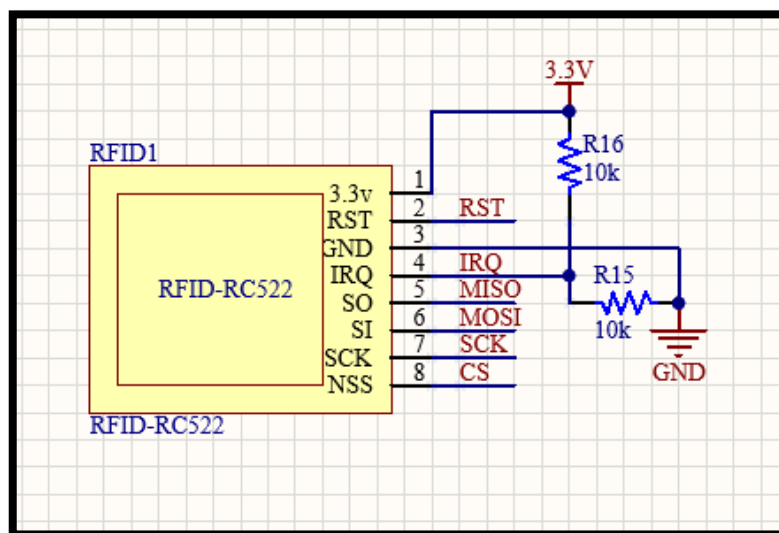 3.3V
RFID1
R16
10k
1
3.3v
2
RST
RST
3
GND
4
IRQ
IRQ
R15
10k
RFID-RC522
5
SO
MISO
6
SI
MOSI
7
SCK
SCK
8
NSS
CS
GND
RFID-RC522